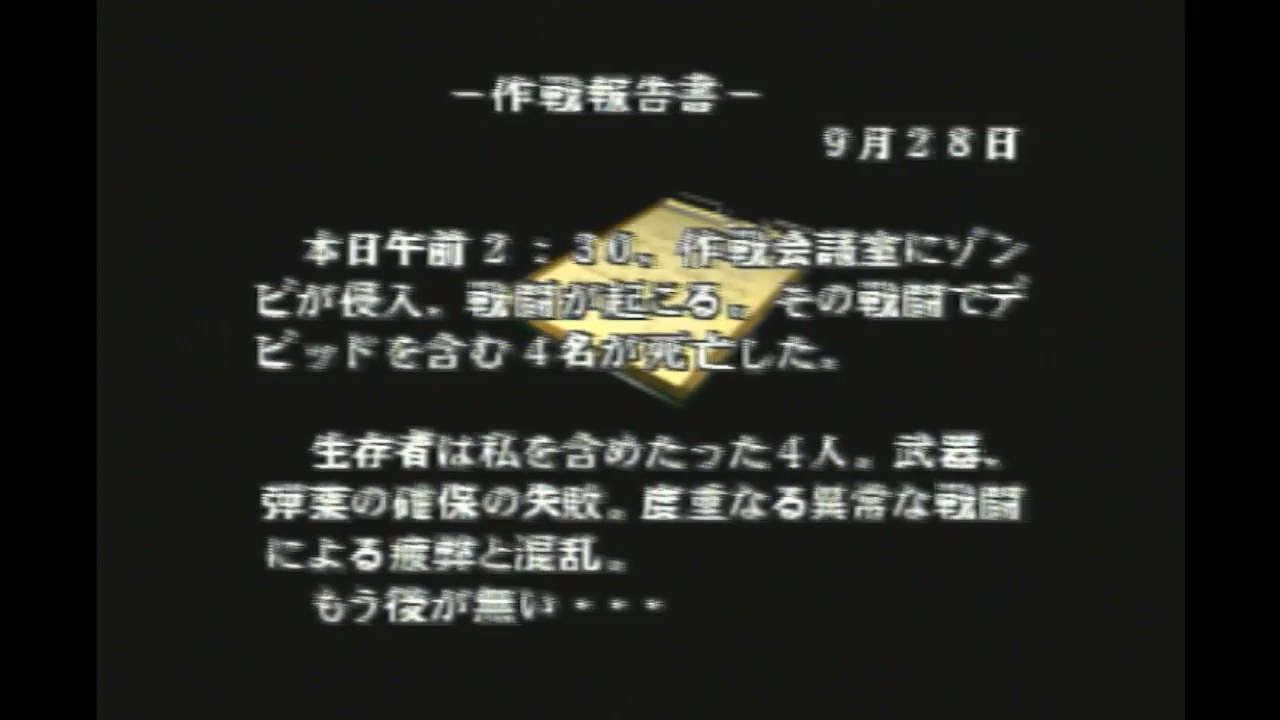 －作戦報告書－
９月２８日
本日午前２：３０。作戦会議室にゾン
ビが侵入。戦闘が起こる。その戦闘でデ
ビッドを含む４名が死亡した。
生存者は私を含めたった４人。武器、
弾薬の確保の失敗。度重なる異常な戦闘
による疲弊と混乱。
もう後が無い・・・